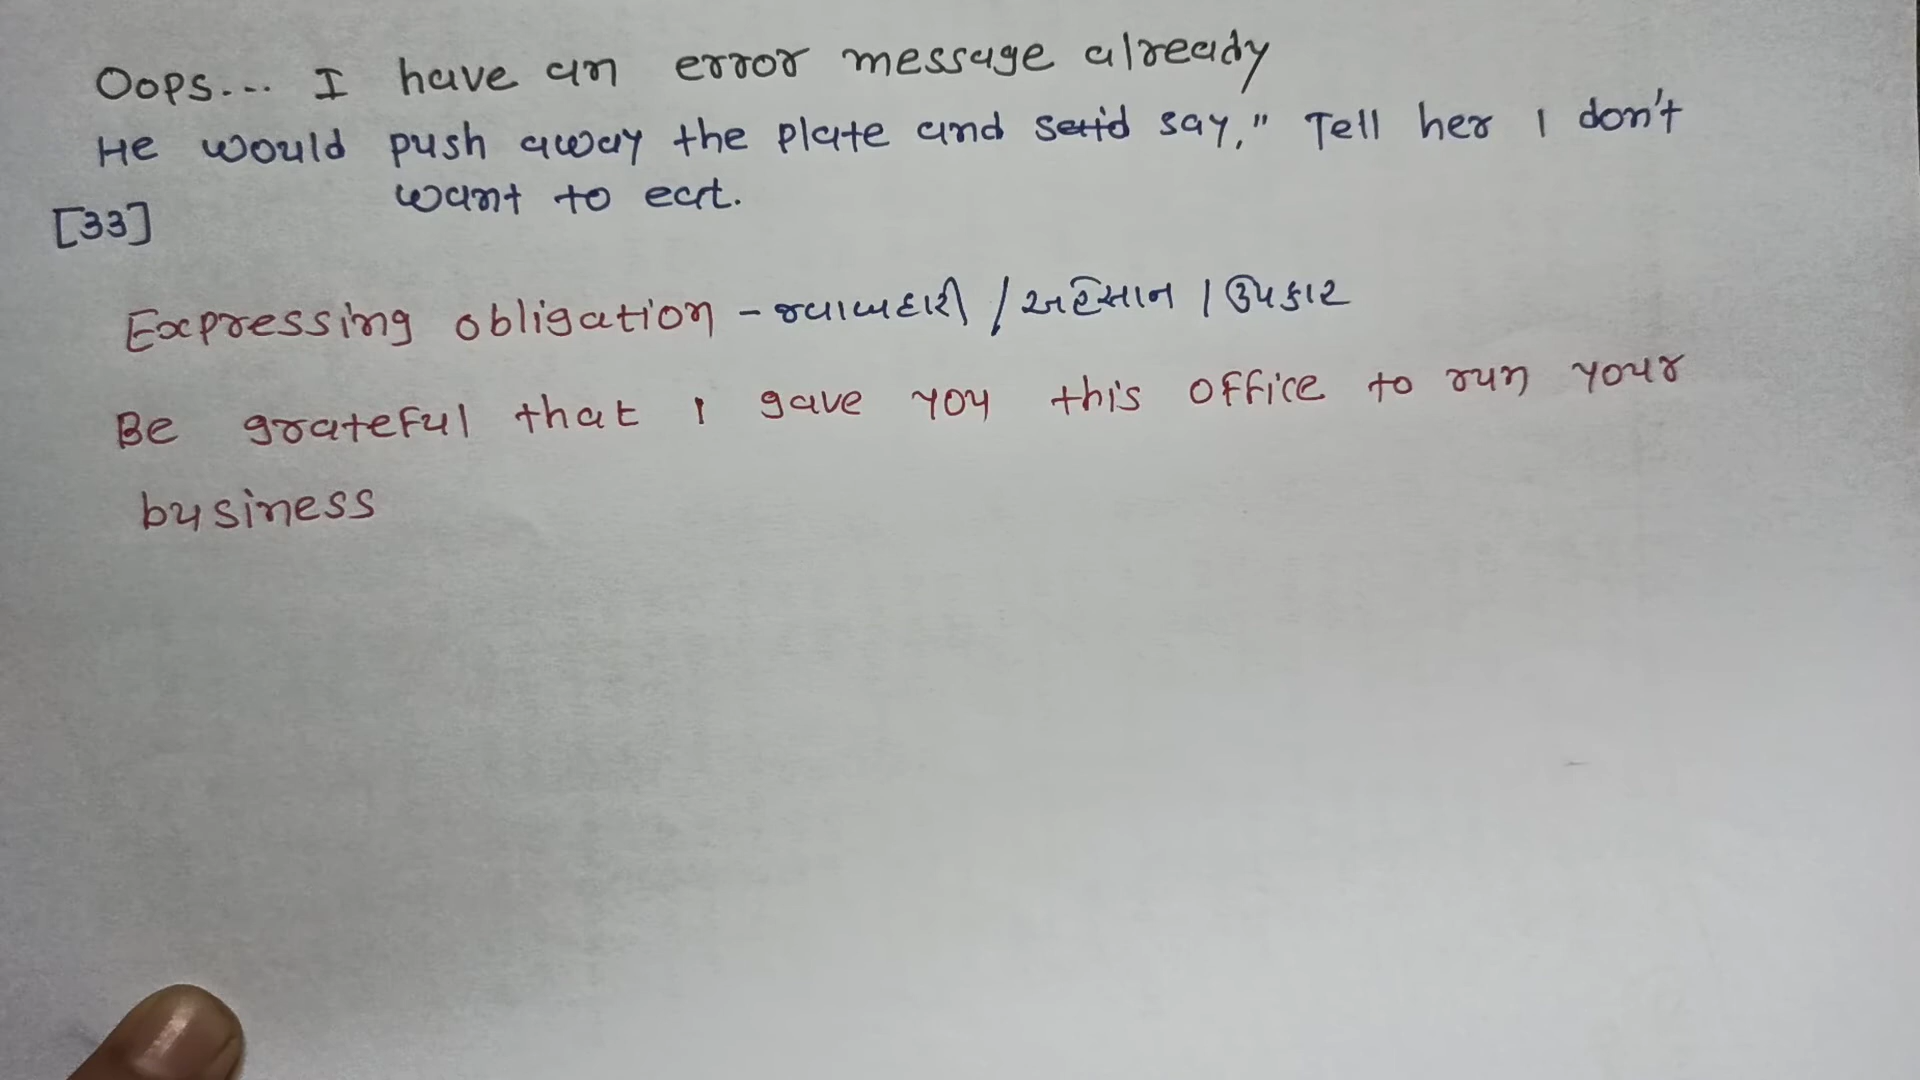 Oops... I have an error message already
He would push away the plate and said say," Tell her I don't
want to eat.
[33]
Expressing obligation - જવાબદારી / અહેસાન / ઉપકાર
Be grateful that I gave you this office to run your
business